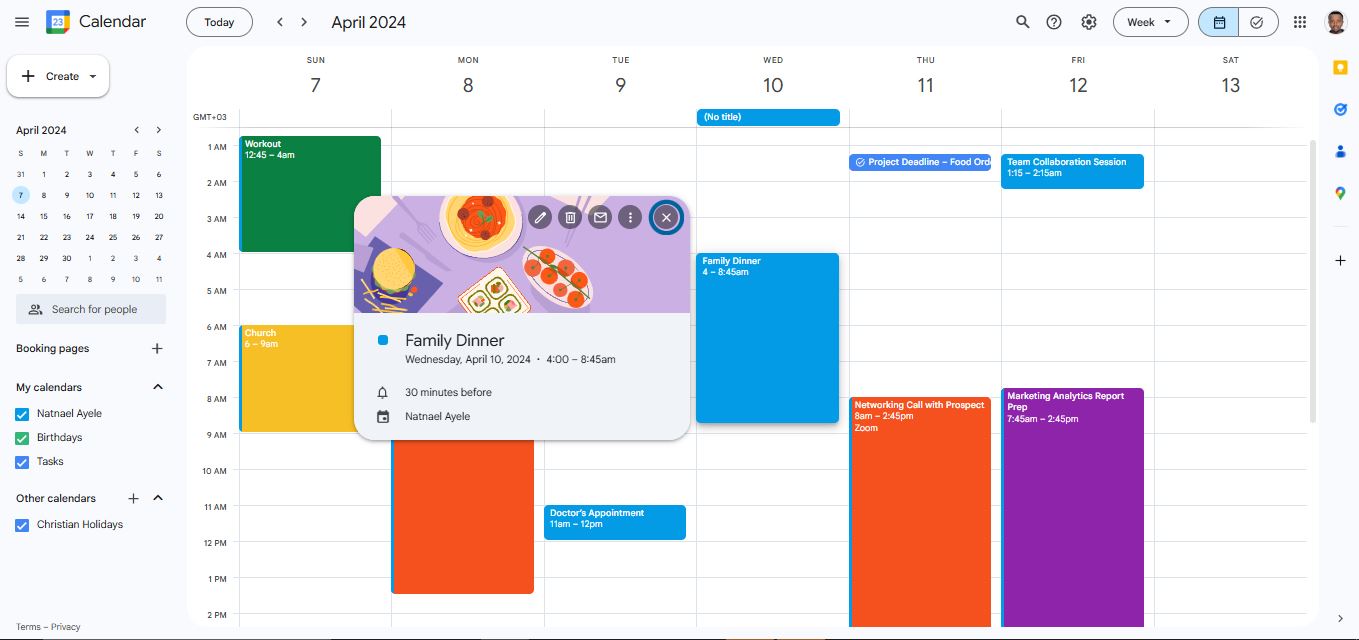 23 Calendar
Today
April 2024
Week
Create
SUN MON TUE WED THU FRI SAT
7 8 9 10 11 12 13
GMT+03
(No title)
April 2024
S M T W T F S
31 1 2 3 4 5 6
7 8 9 10 11 12 13
14 15 16 17 18 19 20
21 22 23 24 25 26 27
28 29 30 1 2 3 4
5 6 7 8 9 10 11
Search for people
Booking pages
My calendars
Natnael Ayele
Birthdays
Tasks
Other calendars
Christian Holidays
Terms – Privacy
1 AM
2 AM
3 AM
4 AM
5 AM
6 AM
7 AM
8 AM
9 AM
10 AM
11 AM
12 PM
1 PM
2 PM
Workout
12:45 – 4am
Church
6 – 9am
Family Dinner
Wednesday, April 10, 2024 · 4:00 – 8:45am
30 minutes before
Natnael Ayele
Doctor's Appointment
11am – 12pm
Family Dinner
4 – 8:45am
Project Deadline – Food Orde
Networking Call with Prospect
8am – 2:45pm
Zoom
Team Collaboration Session
1:15 – 2:15am
Marketing Analytics Report
Prep
7:45am – 2:45pm